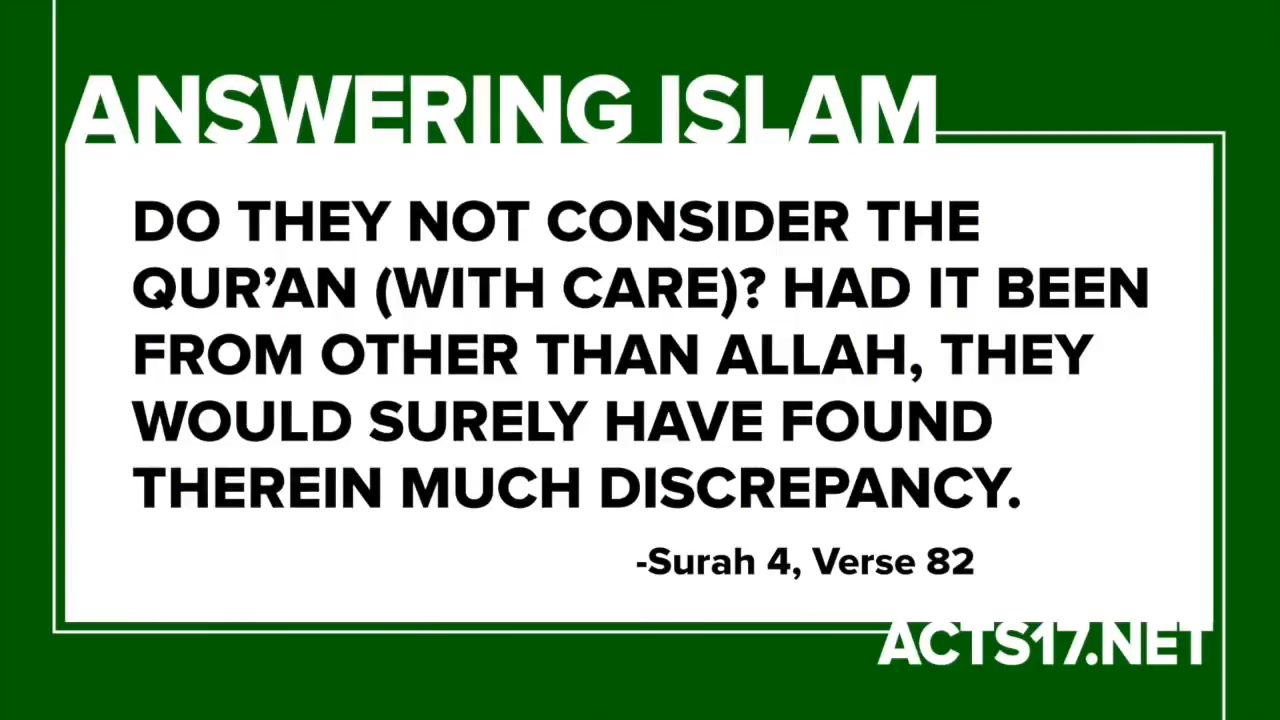 ANSWERING ISLAM
DO THEY NOT CONSIDER THE
QUR’AN (WITH CARE)? HAD IT BEEN
FROM OTHER THAN ALLAH, THEY
WOULD SURELY HAVE FOUND
THEREIN MUCH DISCREPANCY.
-Surah 4, Verse 82
ACTS17.NET